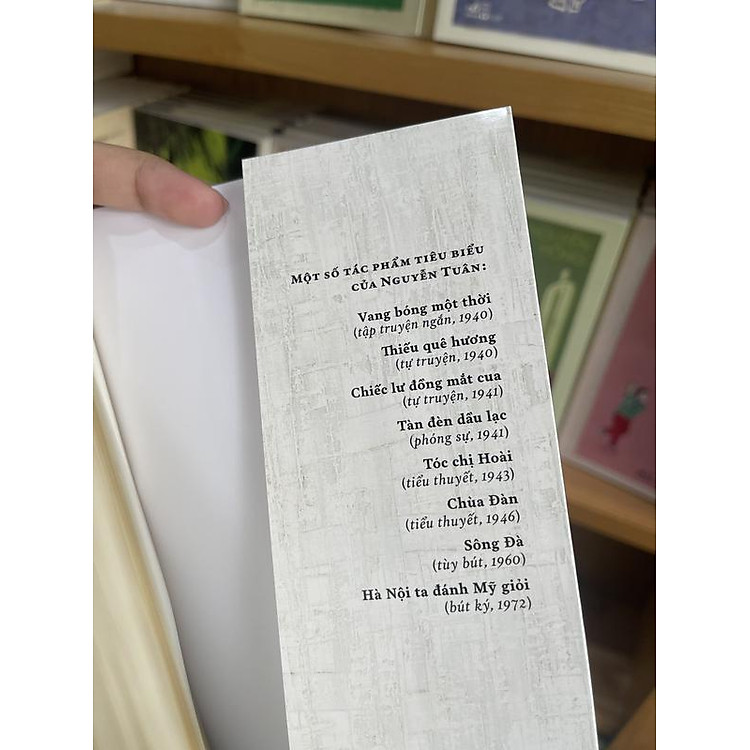 Một số tác phẩm tiêu biểu
của Nguyễn Tuân:
Vang bóng một thời
(tập truyện ngắn, 1940)
Thiếu quê hương
(tự truyện, 1940)
Chiếc lư đồng mắt cua
(tự truyện, 1941)
Tàn đèn dầu lạc
(phóng sự, 1941)
Tóc chị Hoài
(tiểu thuyết, 1943)
Chùa Đàn
(tiểu thuyết, 1946)
Sông Đà
(tùy bút, 1960)
Hà Nội ta đánh Mỹ giỏi
(bút ký, 1972)